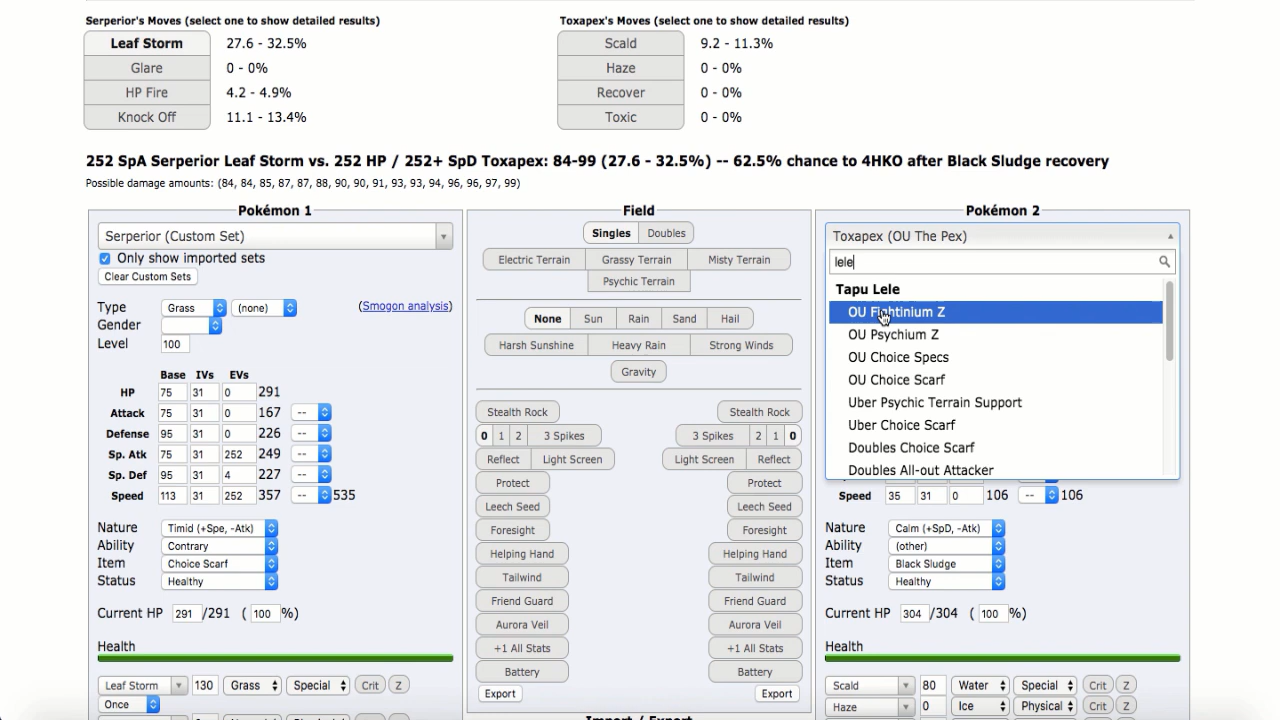 Serperior's Moves (select one to show detailed results)
Toxapex's Moves (select one to show detailed results)
Leaf Storm 27.6 - 32.5%
Scald 9.2 - 11.3%
Glare 0 - 0%
Haze 0 - 0%
HP Fire 4.2 - 4.9%
Recover 0 - 0%
Knock Off 11.1 - 13.4%
Toxic 0 - 0%
252 SpA Serperior Leaf Storm vs. 252 HP / 252+ SpD Toxapex: 84-99 (27.6 - 32.5%) -- 62.5% chance to 4HKO after Black Sludge recovery
Possible damage amounts: (84, 84, 85, 87, 87, 88, 90, 90, 91, 93, 93, 94, 96, 96, 97, 99)
Pokémon 1
Serperior (Custom Set)
Only show imported sets
Clear Custom Sets
Type Grass (none) (Smogon analysis)
Gender
Level 100
Base IVs EVs
HP 75 31 0 291
Attack 75 31 0 167 --
Defense 95 31 0 226 --
Sp. Atk 75 31 252 249 --
Sp. Def 95 31 4 227 --
Speed 113 31 252 357 -- 535
Nature Timid (+Spe, -Atk)
Ability Contrary
Item Choice Scarf
Status Healthy
Current HP 291 /291 ( 100 %)
Health
Leaf Storm 130 Grass Special Crit Z
Once
Field
Singles Doubles
Electric Terrain Grassy Terrain Misty Terrain
Psychic Terrain
None Sun Rain Sand Hail
Harsh Sunshine Heavy Rain Strong Winds
Gravity
Stealth Rock Stealth Rock
0 1 2 3 Spikes 3 Spikes 2 1 0
Reflect Light Screen Light Screen Reflect
Protect Protect
Leech Seed Leech Seed
Foresight Foresight
Helping Hand Helping Hand
Tailwind Tailwind
Friend Guard Friend Guard
Aurora Veil Aurora Veil
+1 All Stats +1 All Stats
Battery Battery
Export Export
Import / Export
Pokémon 2
Toxapex (OU The Pex)
lele
Tapu Lele
OU Fightinium Z
OU Psychium Z
OU Choice Specs
OU Choice Scarf
Uber Psychic Terrain Support
Uber Choice Scarf
Doubles Choice Scarf
Doubles All-out Attacker
Speed 35 31 0 106 -- 106
Nature Calm (+SpD, -Atk)
Ability (other)
Item Black Sludge
Status Healthy
Current HP 304 /304 ( 100 %)
Health
Scald 80 Water Special Crit Z
Haze 0 Ice Physical Crit Z